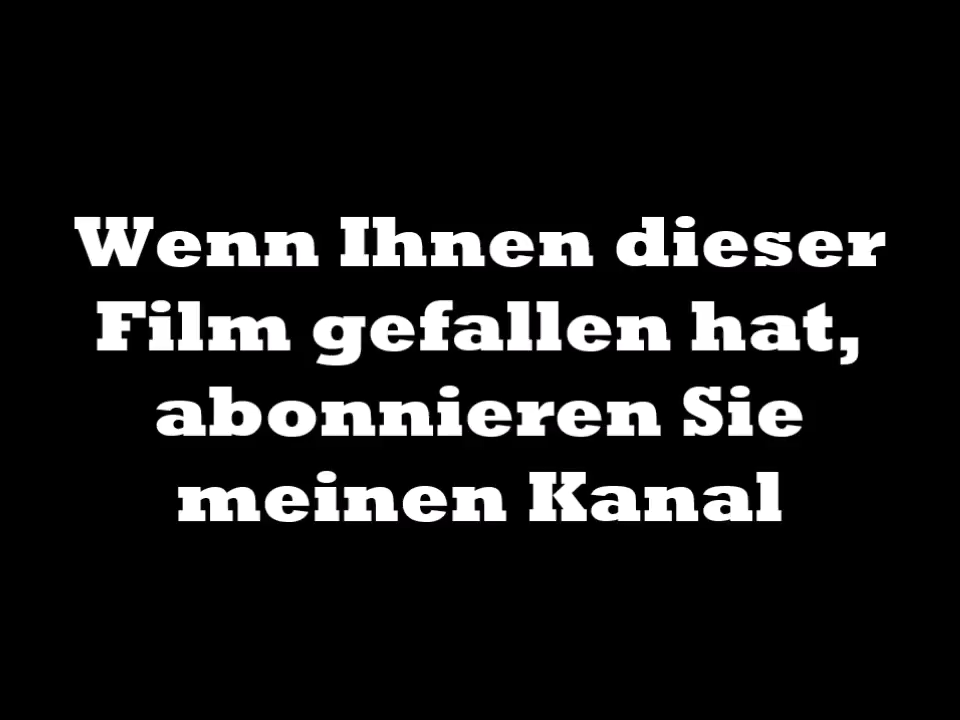 Wenn Ihnen dieser
Film gefallen hat,
abonnieren Sie
meinen Kanal